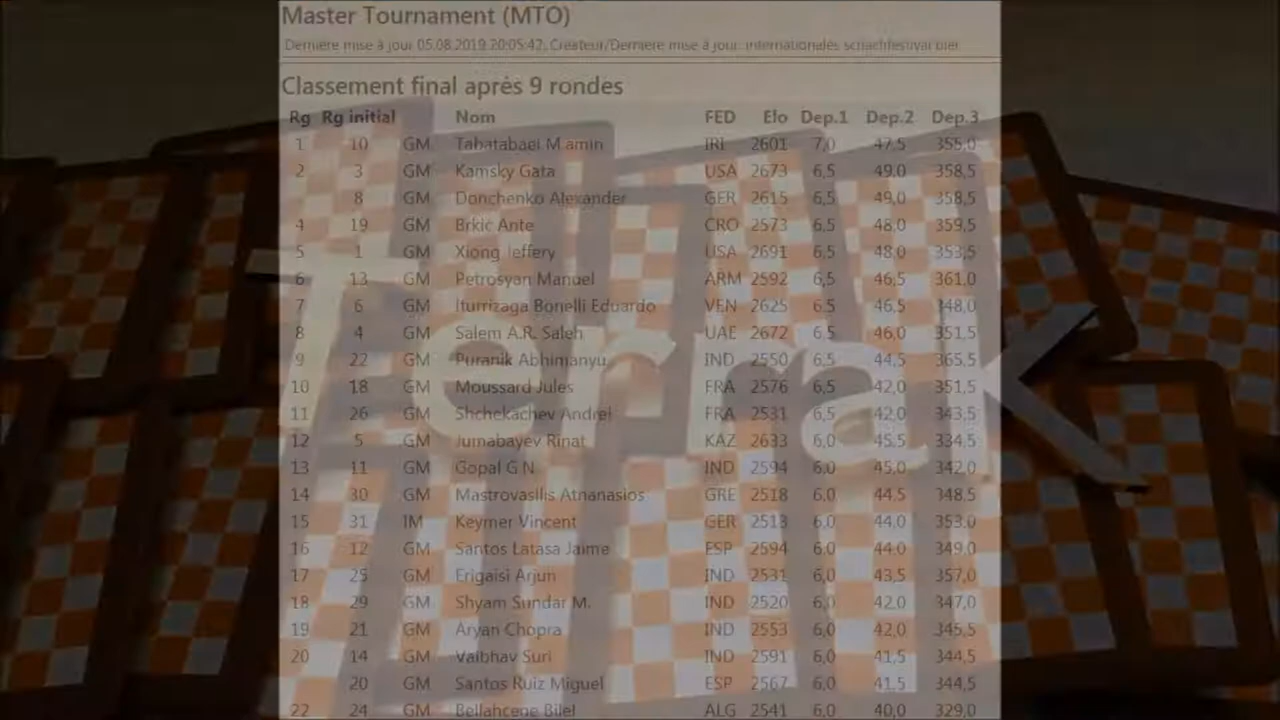 Master Tournament (MTO)
Dernière mise à jour 05.08.2019 20:05:42, Createur/Dernière mise à jour: internationales schachfestival biel
Classement final après 9 rondes
Rg Rg initial Nom FED Elo Dep.1 Dep.2 Dep.3
1 10 GM Tabatabaei M amin IRI 2601 7,0 47,5 355,0
2 3 GM Kamsky Gata USA 2673 6,5 49,0 358,5
8 GM Donchenko Alexander GER 2615 6,5 49,0 358,5
4 19 GM Brkic Ante CRO 2573 6,5 48,0 359,5
5 1 GM Xiong Jeffery USA 2691 6,5 48,0 353,5
6 13 GM Petrosyan Manuel ARM 2592 6,5 46,5 361,0
7 6 GM Iturrizaga Bonelli Eduardo VEN 2625 6,5 46,5 348,0
8 4 GM Salem A.R. Saleh UAE 2672 6,5 46,0 351,5
9 22 GM Puranik Abhimanyu IND 2550 6,5 44,5 365,5
10 18 GM Moussard Jules FRA 2576 6,5 42,0 351,5
11 26 GM Shchekachev Andrei FRA 2531 6,5 42,0 343,5
12 5 GM Jumabayev Rinat KAZ 2633 6,0 45,5 334,5
13 11 GM Gopal G N IND 2594 6,0 45,0 342,0
14 30 GM Mastrovasilis Athanasios GRE 2518 6,0 44,5 348,5
15 31 IM Keymer Vincent GER 2513 6,0 44,0 353,0
16 12 GM Santos Latasa Jaime ESP 2594 6,0 44,0 349,0
17 25 GM Erigaisi Arjun IND 2531 6,0 43,5 357,0
18 29 GM Shyam Sundar M. IND 2520 6,0 42,0 347,0
19 21 GM Aryan Chopra IND 2553 6,0 42,0 345,5
20 14 GM Vaibhav Suri IND 2591 6,0 41,5 344,5
20 GM Santos Ruiz Miguel ESP 2567 6,0 41,5 344,5
22 24 GM Bellahcene Bilel ALG 2541 6,0 40,0 329,0
Terrak